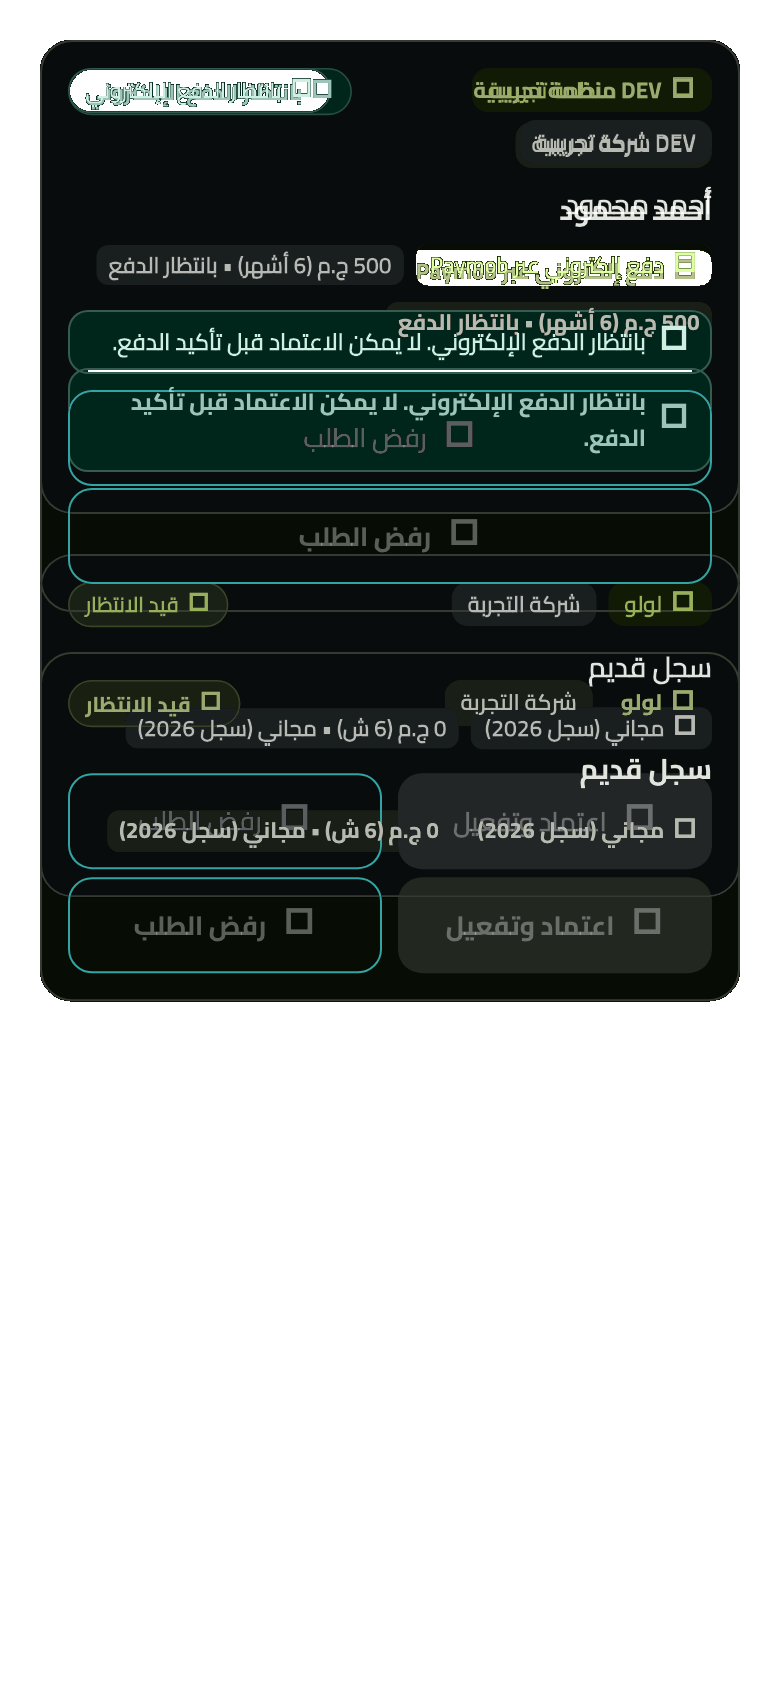 DEV منظمة تجريبية
بانتظار الدفع الإلكتروني
DEV شركة تجريبية
أحمد محمود
دفع إلكتروني عبر Paymob
500 ج.م (6 أشهر) • بانتظار الدفع
500 ج.م (6 أشهر) • بانتظار الدفع
بانتظار الدفع الإلكتروني. لا يمكن الاعتماد قبل تأكيد الدفع.
بانتظار الدفع الإلكتروني. لا يمكن الاعتماد قبل تأكيد
الدفع.
رفض الطلب
رفض الطلب
لولو
شركة التجربة
قيد الانتظار
سجل قديم
لولو
شركة التجربة
قيد الانتظار
مجاني (سجل 2026)
0 ج.م (6 ش) • مجاني (سجل 2026)
سجل قديم
اعتماد وتفعيل
رفض الطلب
مجاني (سجل 2026)
0 ج.م (6 ش) • مجاني (سجل 2026)
اعتماد وتفعيل
رفض الطلب